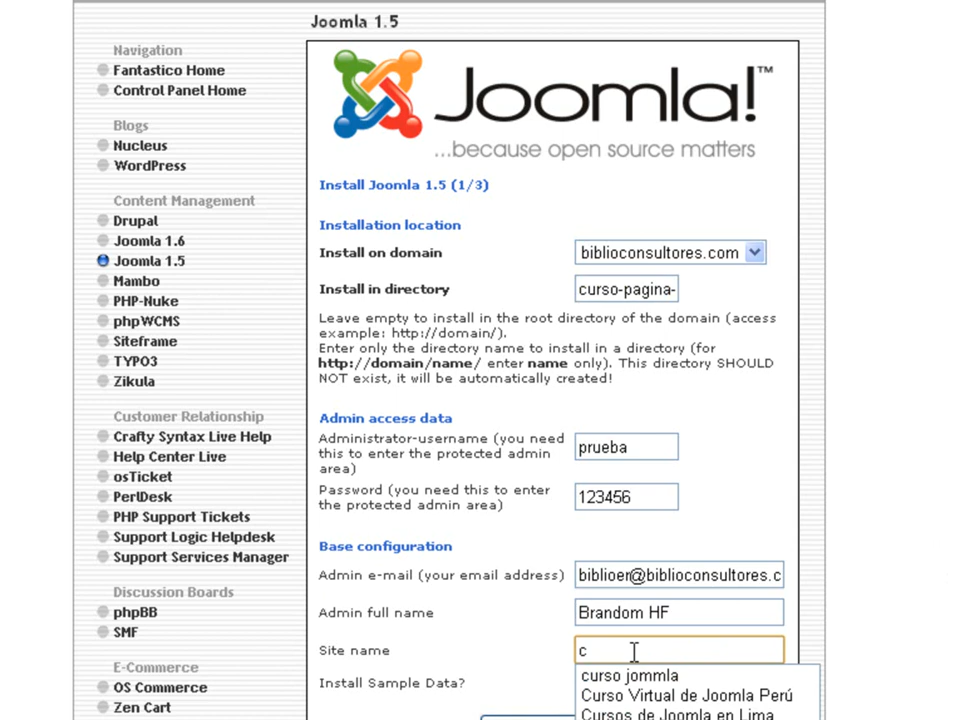 Joomla 1.5
Navigation
Fantastico Home
Control Panel Home
Blogs
Nucleus
WordPress
Content Management
Drupal
Joomla 1.6
Joomla 1.5
Mambo
PHP-Nuke
phpWCMS
Siteframe
TYPO3
Zikula
Customer Relationship
Crafty Syntax Live Help
Help Center Live
osTicket
PerlDesk
PHP Support Tickets
Support Logic Helpdesk
Support Services Manager
Discussion Boards
phpBB
SMF
E-Commerce
OS Commerce
Zen Cart
Joomla!™
...because open source matters
Install Joomla 1.5 (1/3)
Installation location
Install on domain
biblioconsultores.com
Install in directory
curso-pagina-
Leave empty to install in the root directory of the domain (access
example: http://domain/).
Enter only the directory name to install in a directory (for
http://domain/name/ enter name only). This directory SHOULD
NOT exist, it will be automatically created!
Admin access data
Administrator-username (you need
this to enter the protected admin
area)
prueba
Password (you need this to enter
the protected admin area)
123456
Base configuration
Admin e-mail (your email address)
biblioer@biblioconsultores.c
Admin full name
Brandom HF
Site name
c
curso jommla
Curso Virtual de Joomla Perú
Cursos de Joomla en Lima
Install Sample Data?